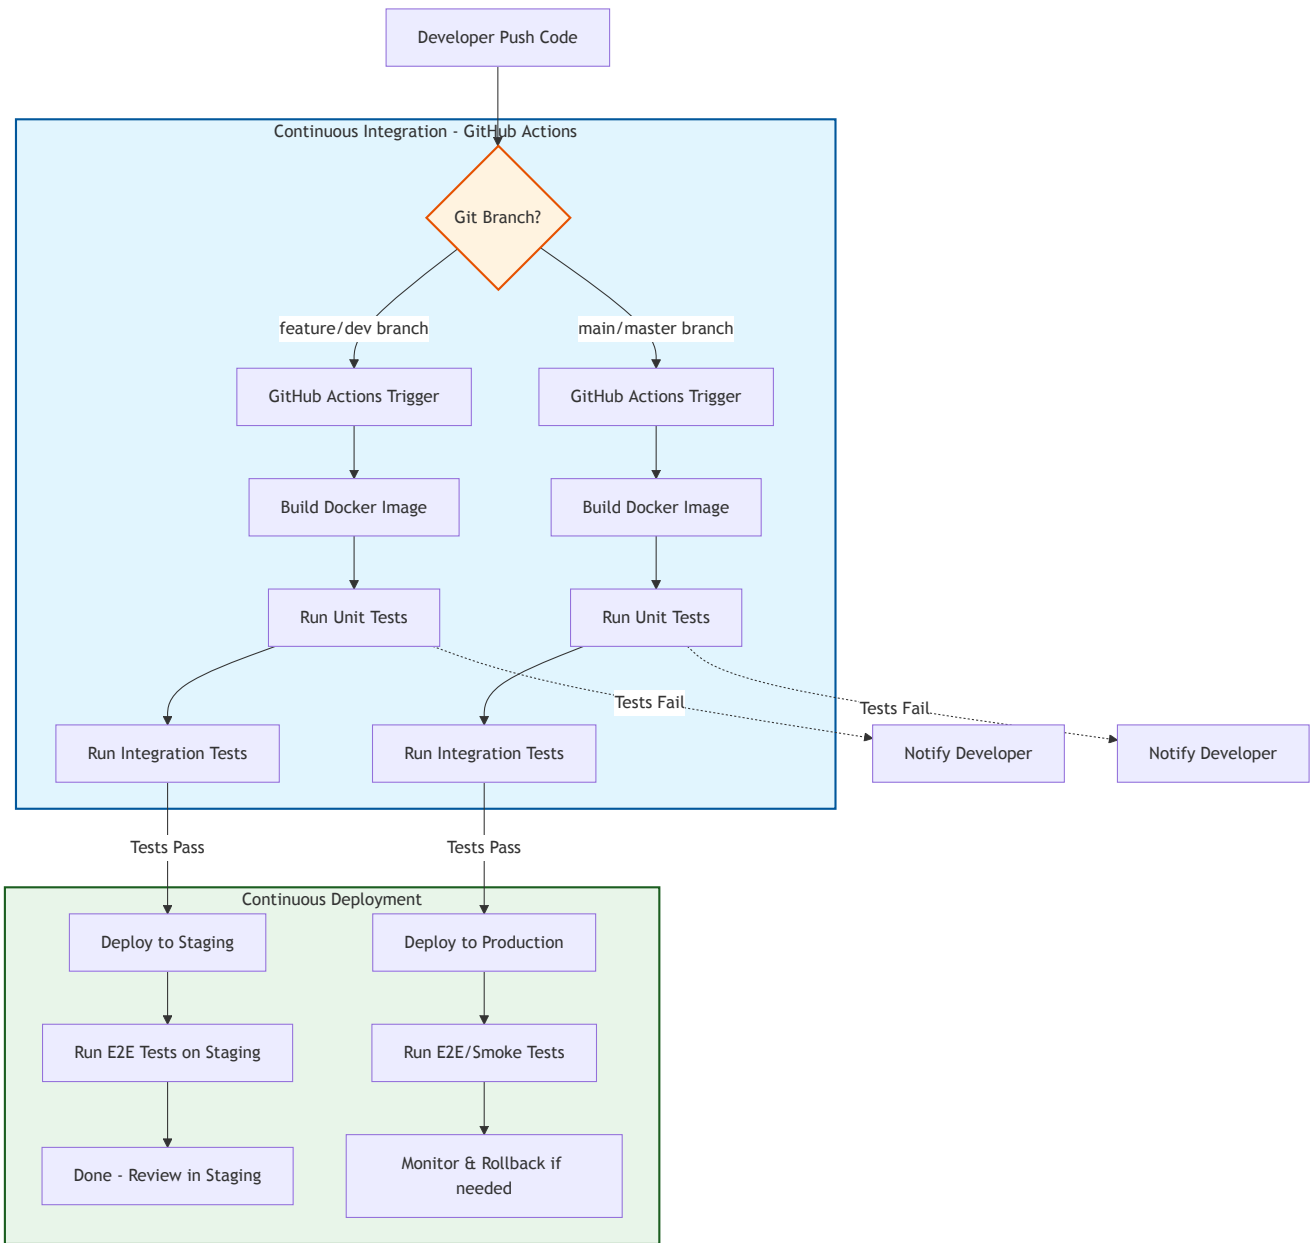 Developer Push Code
Continuous Integration - GitHub Actions
Git Branch?
feature/dev branch
main/master branch
GitHub Actions Trigger
GitHub Actions Trigger
Build Docker Image
Build Docker Image
Run Unit Tests
Run Unit Tests
Tests Fail
Tests Fail
Run Integration Tests
Run Integration Tests
Notify Developer
Notify Developer
Tests Pass
Tests Pass
Continuous Deployment
Deploy to Staging
Deploy to Production
Run E2E Tests on Staging
Run E2E/Smoke Tests
Done - Review in Staging
Monitor & Rollback if
needed